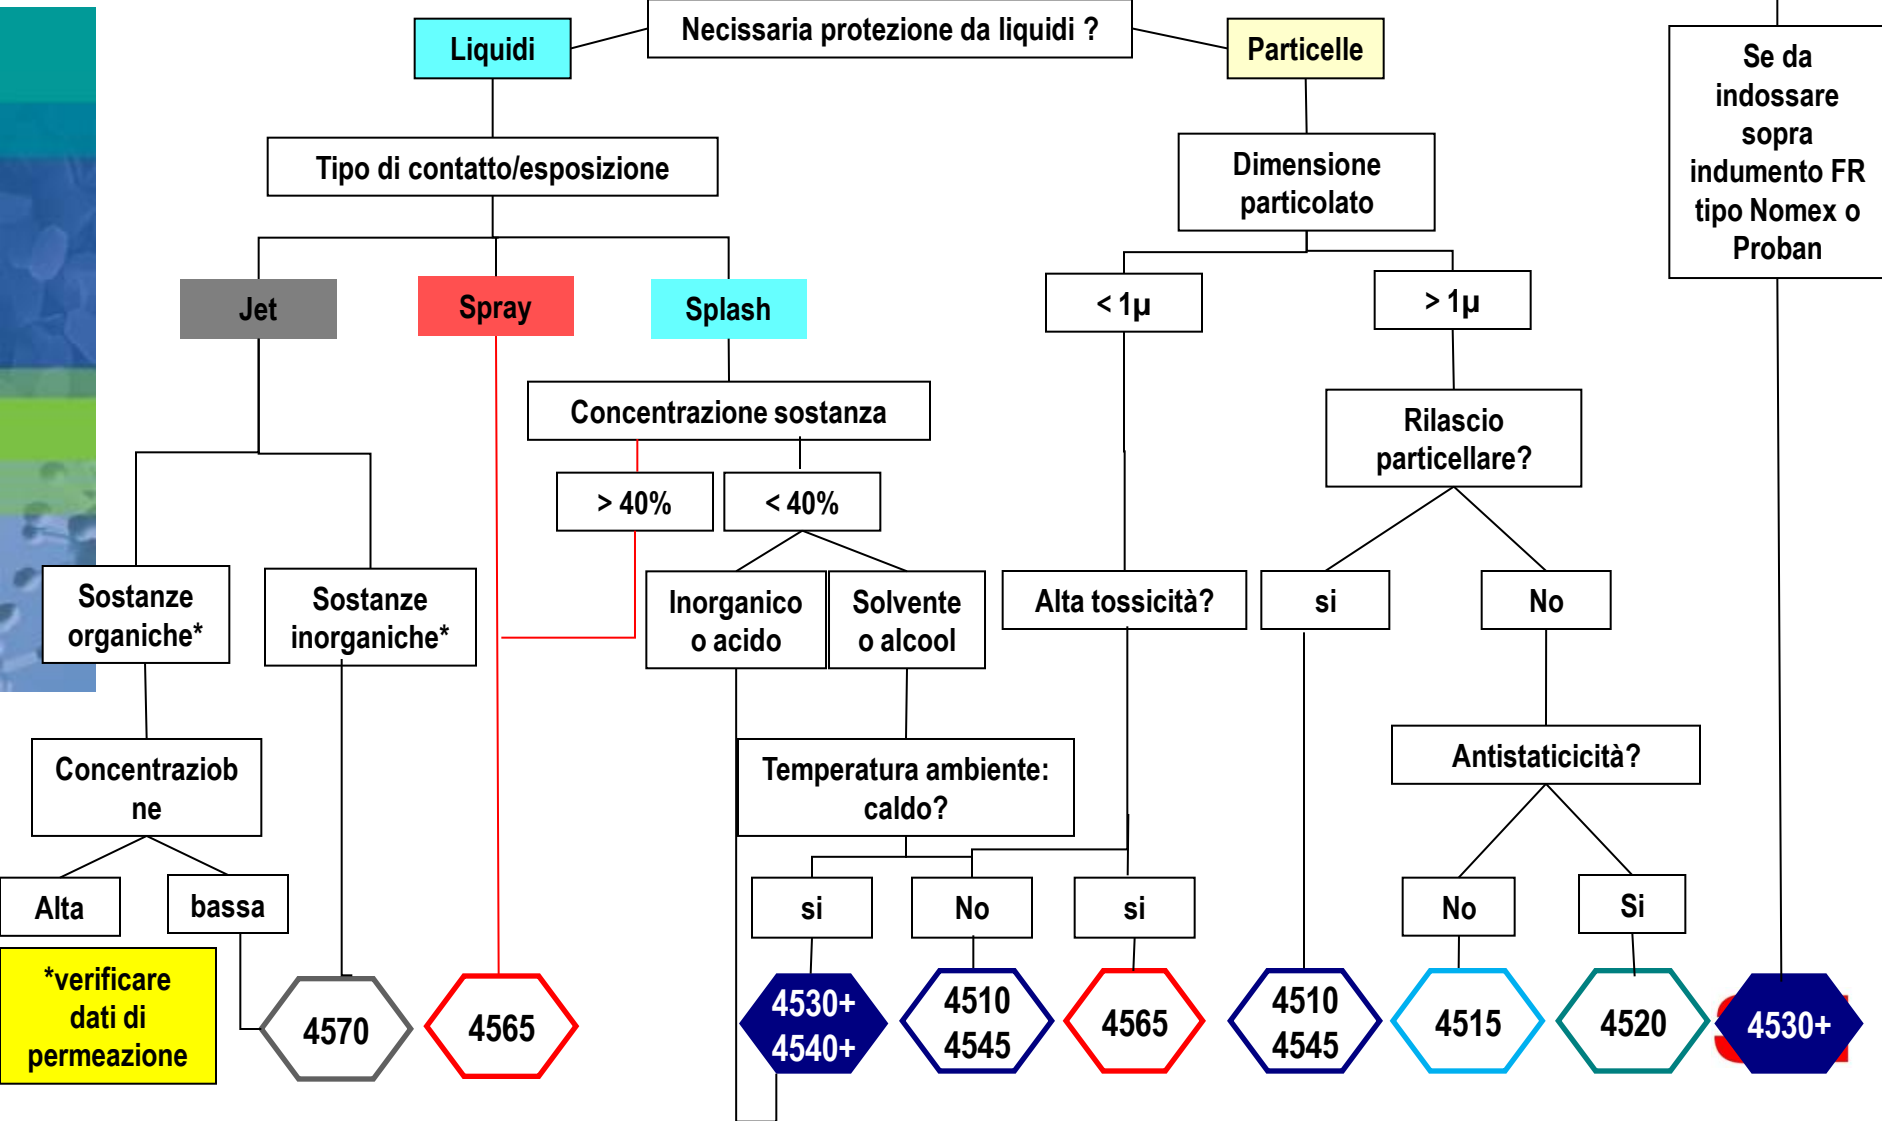 Necissaria protezione da liquidi ?
Liquidi
Particelle
Se da
indossare
sopra
indumento FR
tipo Nomex o
Proban
Tipo di contatto/esposizione
Dimensione
particolato
Jet
Spray
Splash
< 1µ
> 1µ
Concentrazione sostanza
Rilascio
particellare?
> 40%
< 40%
Sostanze
organiche*
Sostanze
inorganiche*
Inorganico
o acido
Solvente
o alcool
Alta tossicità?
si
No
Concentraziob
ne
Temperatura ambiente:
caldo?
Antistaticicità?
Alta
bassa
si
No
si
No
Si
*verificare
dati di
permeazione
4570
4565
4530+
4540+
4510
4545
4565
4510
4545
4515
4520
4530+